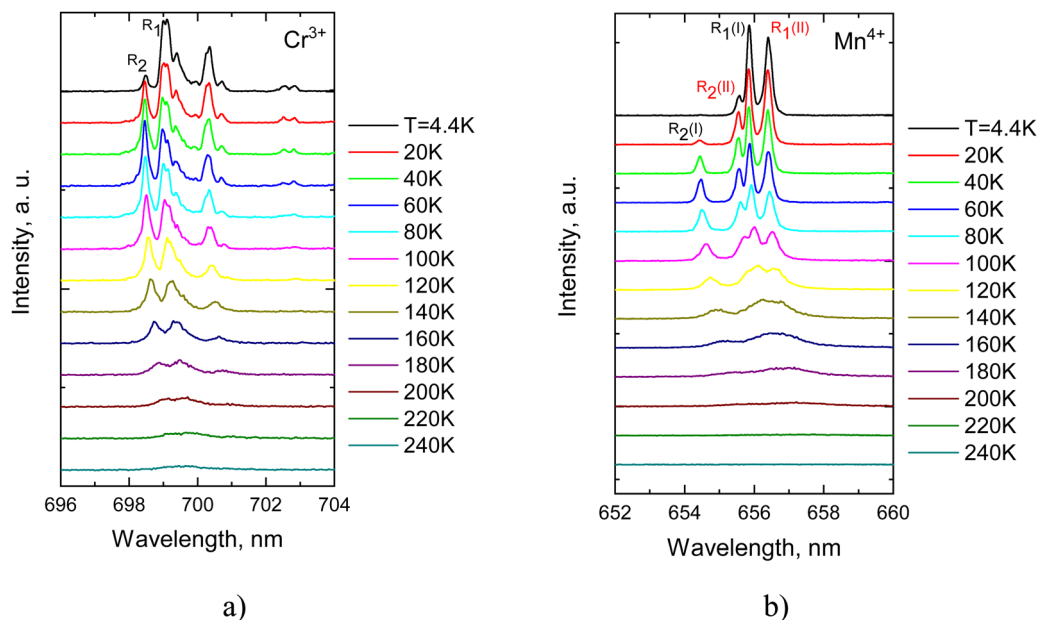 R₁
Cr³⁺
R₂
T=4.4K
20K
40K
60K
80K
100K
120K
140K
160K
180K
200K
220K
240K
Intensity, a. u.
696 698 700 702 704
Wavelength, nm
a)
R₁(I)
R₁(II)
Mn⁴⁺
R₂(II)
R₂(I)
T=4.4K
20K
40K
60K
80K
100K
120K
140K
160K
180K
200K
220K
240K
Intensity, a.u.
652 654 656 658 660
Wavelength, nm
b)